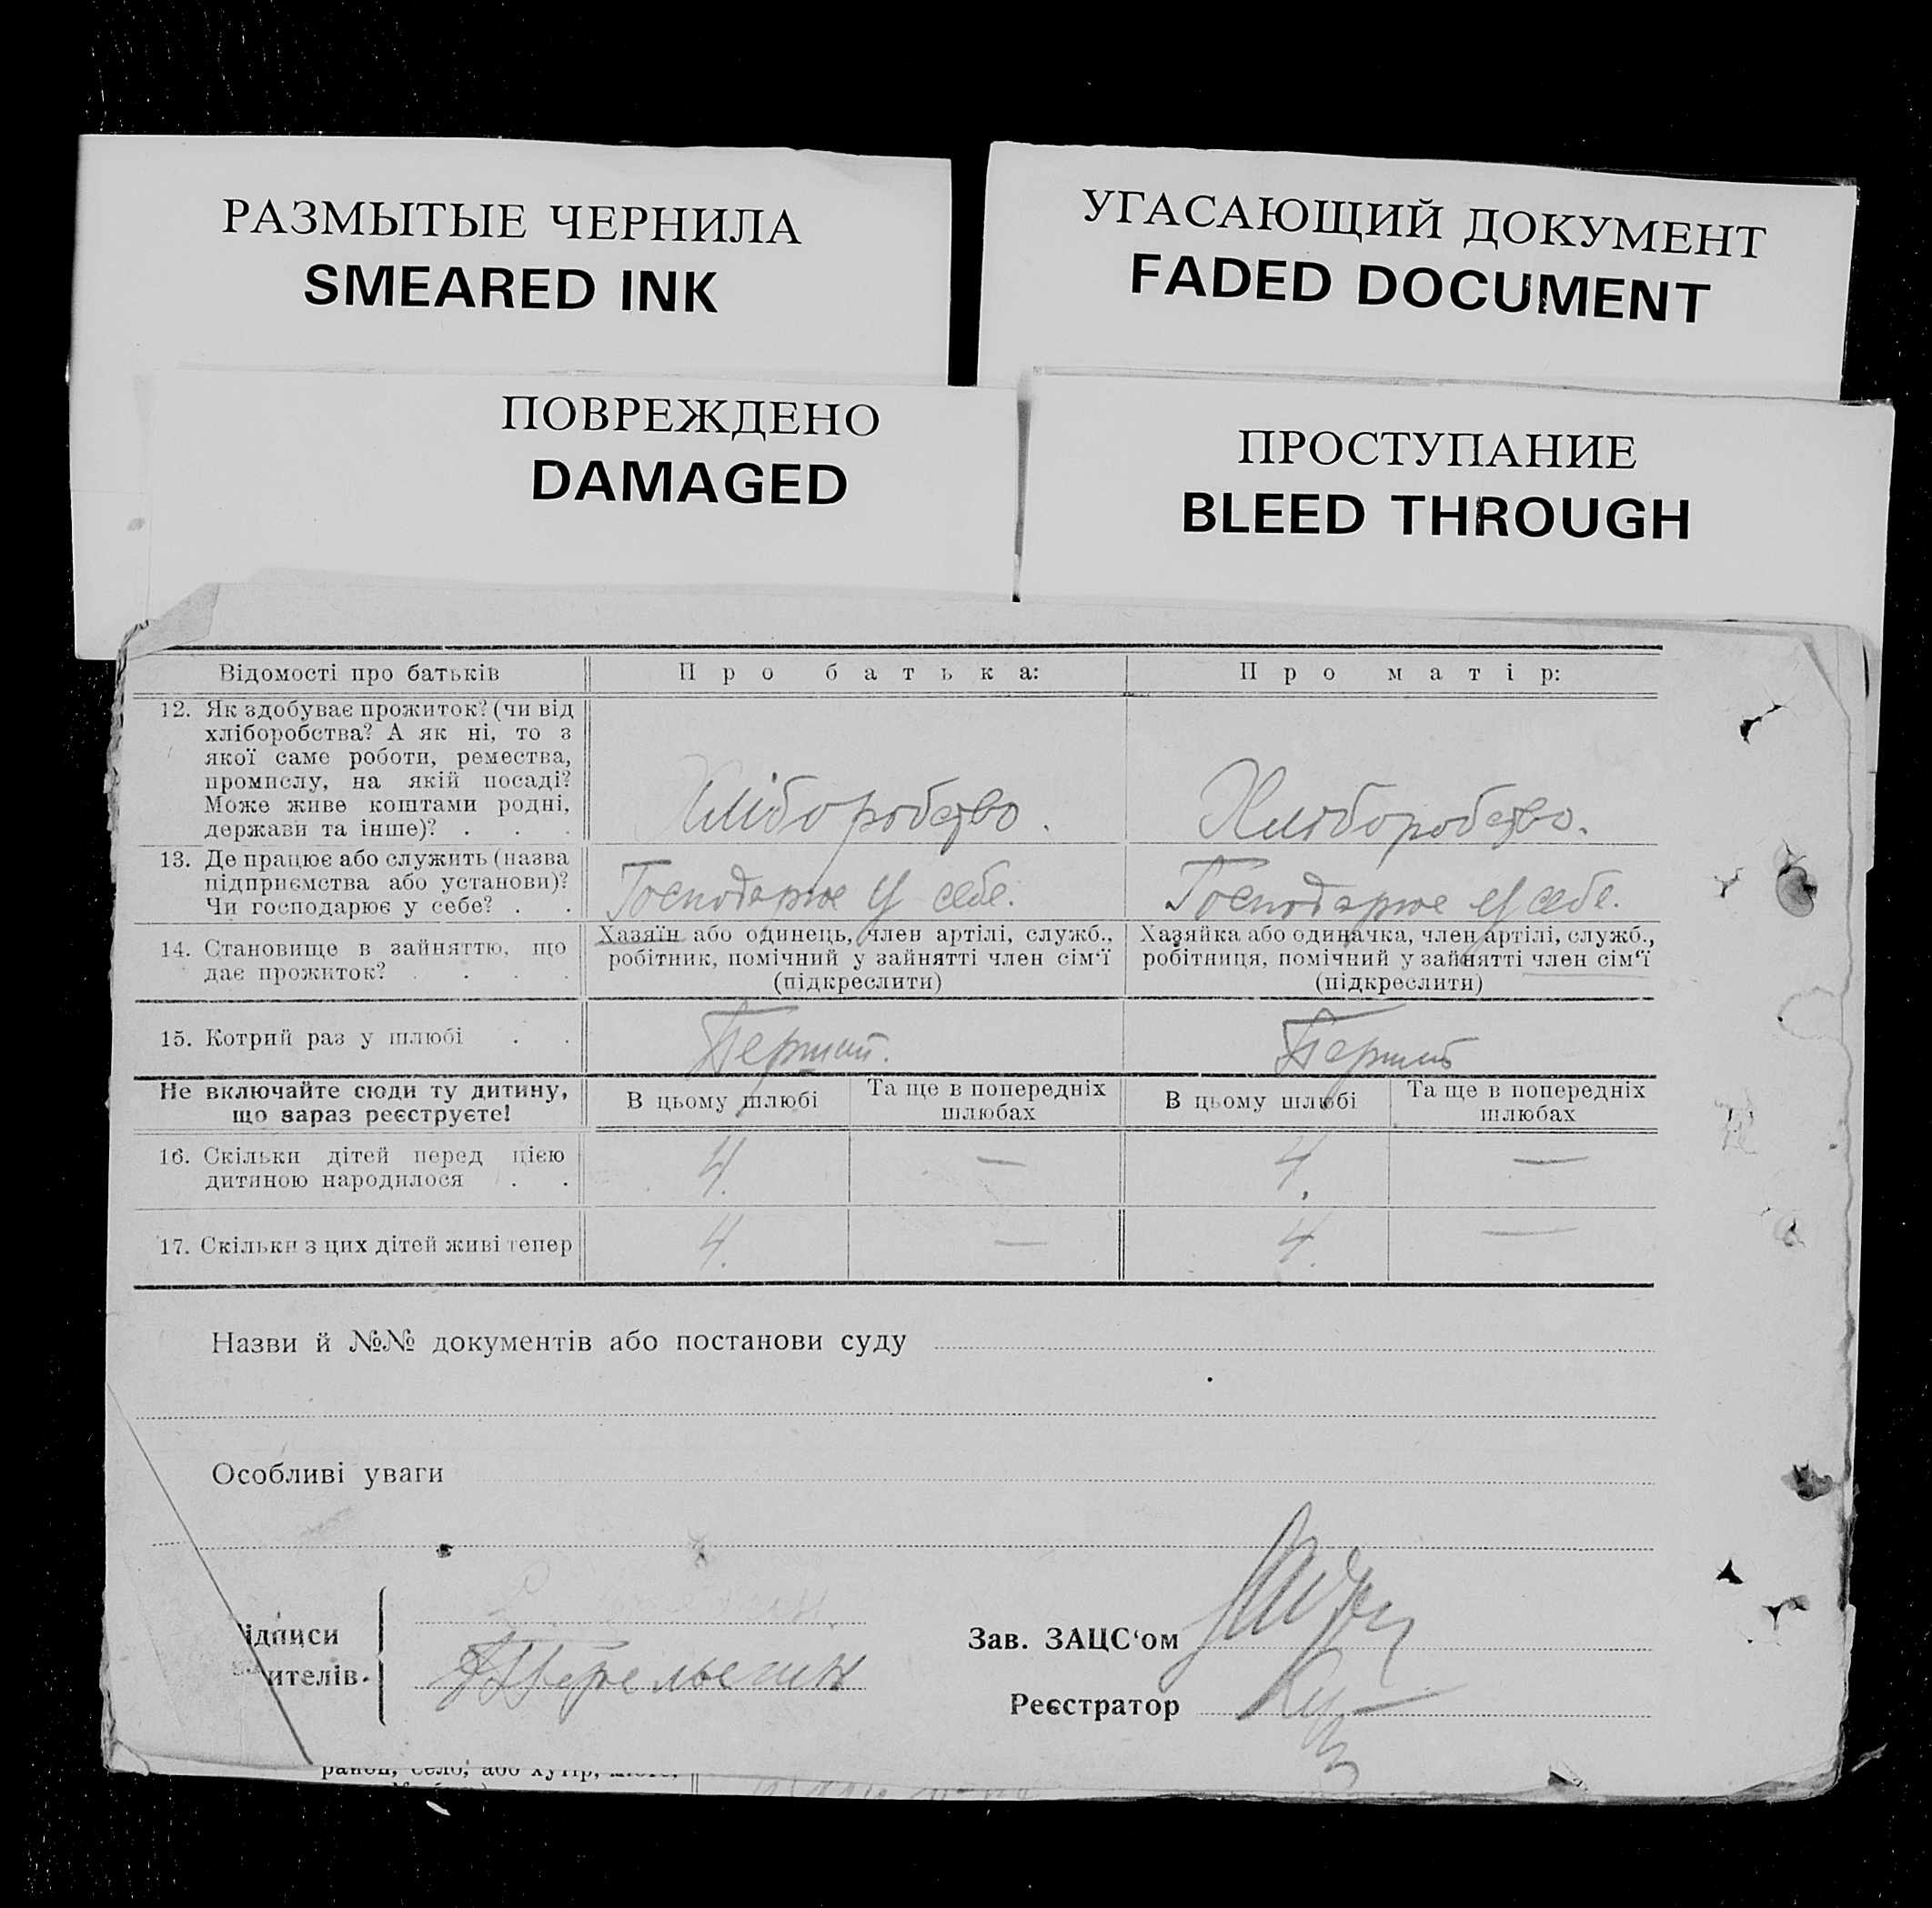 РАЗМЫТЫЕ ЧЕРНИЛА
SMEARED INK
УГАСАЮЩИЙ ДОКУМЕНТ
FADED DOCUMENT
ПОВРЕЖДЕНО
DAMAGED
ПРОСТУПАНИЕ
BLEED THROUGH
Відомості про батьків
Про батька:
Про матір:
12. Як здобуває прожиток? (чи від
хліборобства? А як ні, то з
якої саме роботи, ремества,
промислу, на якій посаді?
Може живе коштами родні,
держави та інше)? . . .
Хліборобство.
Хліборобство.
13. Де працює або служить (назва
підприємства або установи)?
Чи господарює у себе? . .
Господарює у себе.
Господарює у себе.
14. Становище в зайняттю, що
дає прожиток? . . . .
Хазяїн або одинець, член артілі, служб.,
робітник, помічний у зайнятті член сім‘ї
(підкреслити)
Хазяйка або одиначка, член артілі, служб.,
робітниця, помічний у зайнятті член сім‘ї
(підкреслити)
15. Котрий раз у шлюбі . .
Перший.
Перший
Не включайте сюди ту дитину,
що зараз реєструєте!
В цьому шлюбі
Та ще в попередніх
шлюбах
В цьому шлюбі
Та ще в попередніх
шлюбах
16. Скільки дітей перед цією
дитиною народилося . .
4.
—
4.
—
17. Скільки з цих дітей живі тепер
4.
—
4.
—
Назви й №№ документів або постанови суду
Особливі уваги
ідписи
ителів.
Зав. ЗАЦС‘ом
Реєстратор
район, село, або хутір,